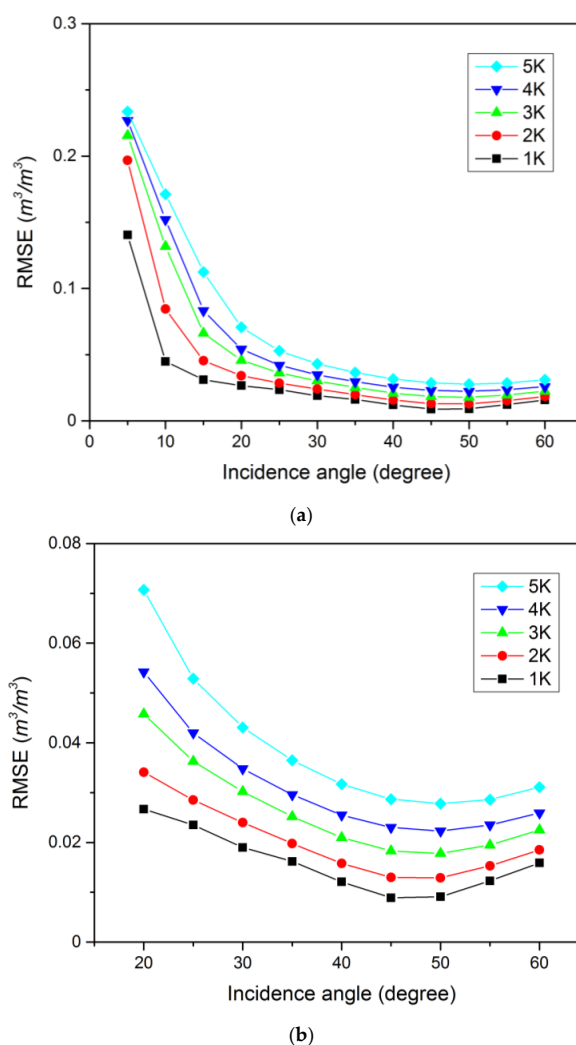 0.3
0.2
0.1
0
RMSE (m³/m³)
5K
4K
3K
2K
1K
0 10 20 30 40 50 60
Incidence angle (degree)
(a)
0.08
0.06
0.04
0.02
0
RMSE (m³/m³)
5K
4K
3K
2K
1K
20 30 40 50 60
Incidence angle (degree)
(b)